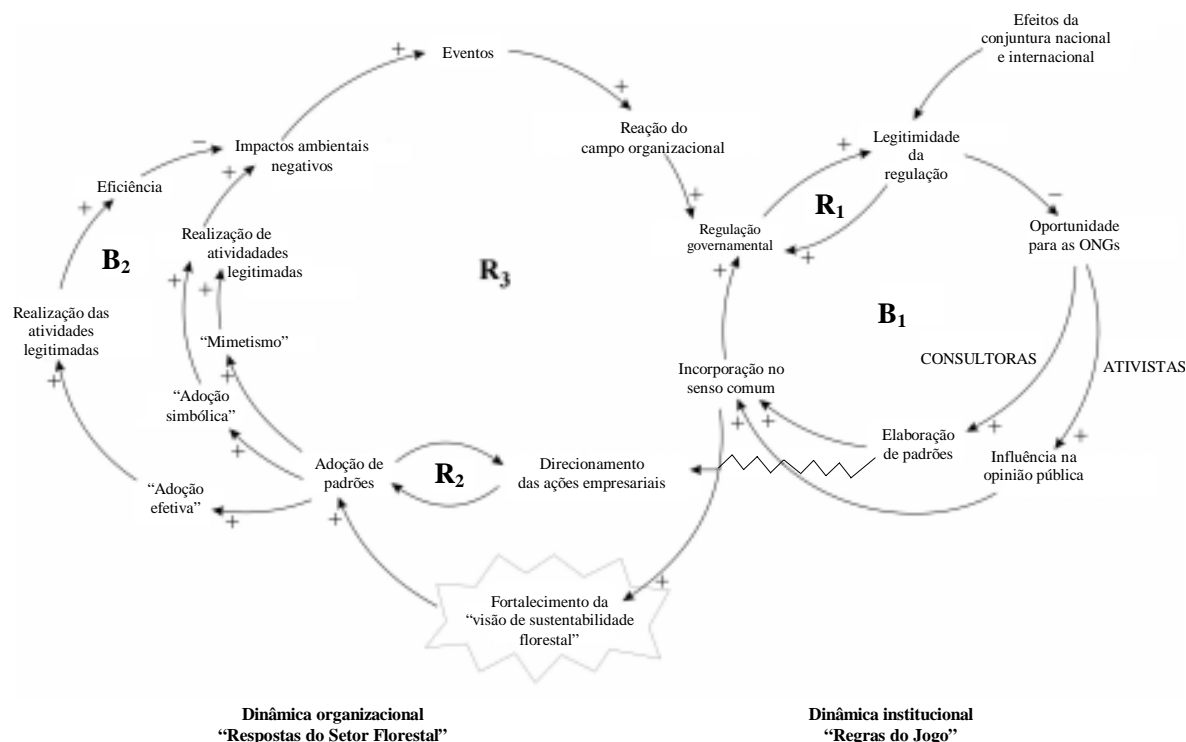 Efeitos da
conjuntura nacional
e internacional
+
Eventos
+
Reação do
campo organizacional
+
Legitimidade
da
regulação
–
Impactos ambientais
negativos
+
+
–
Eficiência
+
R1
+
Regulação
governamental
+
Oportunidade
para as ONGs
Realização de
atividadades
legitimadas
+
+
B2
R3
+
B1
Realização das
atividades
legitimadas
+
“Mimetismo”
+
CONSULTORAS
ATIVISTAS
Incorporação no
senso comum
+
+
“Adoção
simbólica”
+
+
+
Elaboração
de padrões
Influência na
opinião pública
Adoção de
padrões
+
R2
Direcionamento
das ações empresariais
“Adoção
efetiva”
+
+
Fortalecimento da
“visão de sustentabilidade
florestal”
Dinâmica organizacional
“Respostas do Setor Florestal”
Dinâmica institucional
“Regras do Jogo”